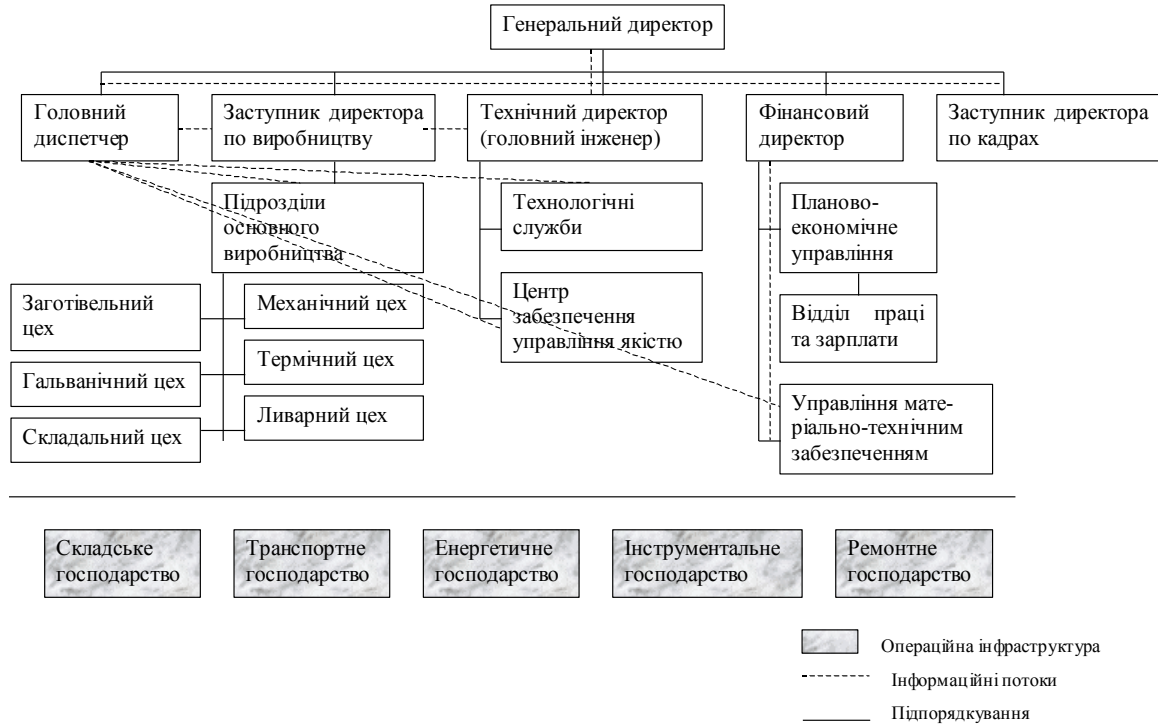 Генеральний директор
Головний
диспетчер
Заступник директора
по виробництву
Технічний директор
(головний інженер)
Фінансовий
директор
Заступник директора
по кадрах
Підрозділи
основного
виробництва
Технологічні
служби
Планово-
економічне
управління
Заготівельний
цех
Механічний цех
Центр
забезпечення
управління якістю
Відділ праці
та зарплати
Гальванічний цех
Термічний цех
Складальний цех
Ливарний цех
Управління мате-
ріально-технічним
забезпеченням
Складське
господарство
Транспортне
господарство
Енергетичне
господарство
Інструментальне
господарство
Ремонтне
господарство
Операційна інфраструктура
Інформаційні потоки
Підпорядкування